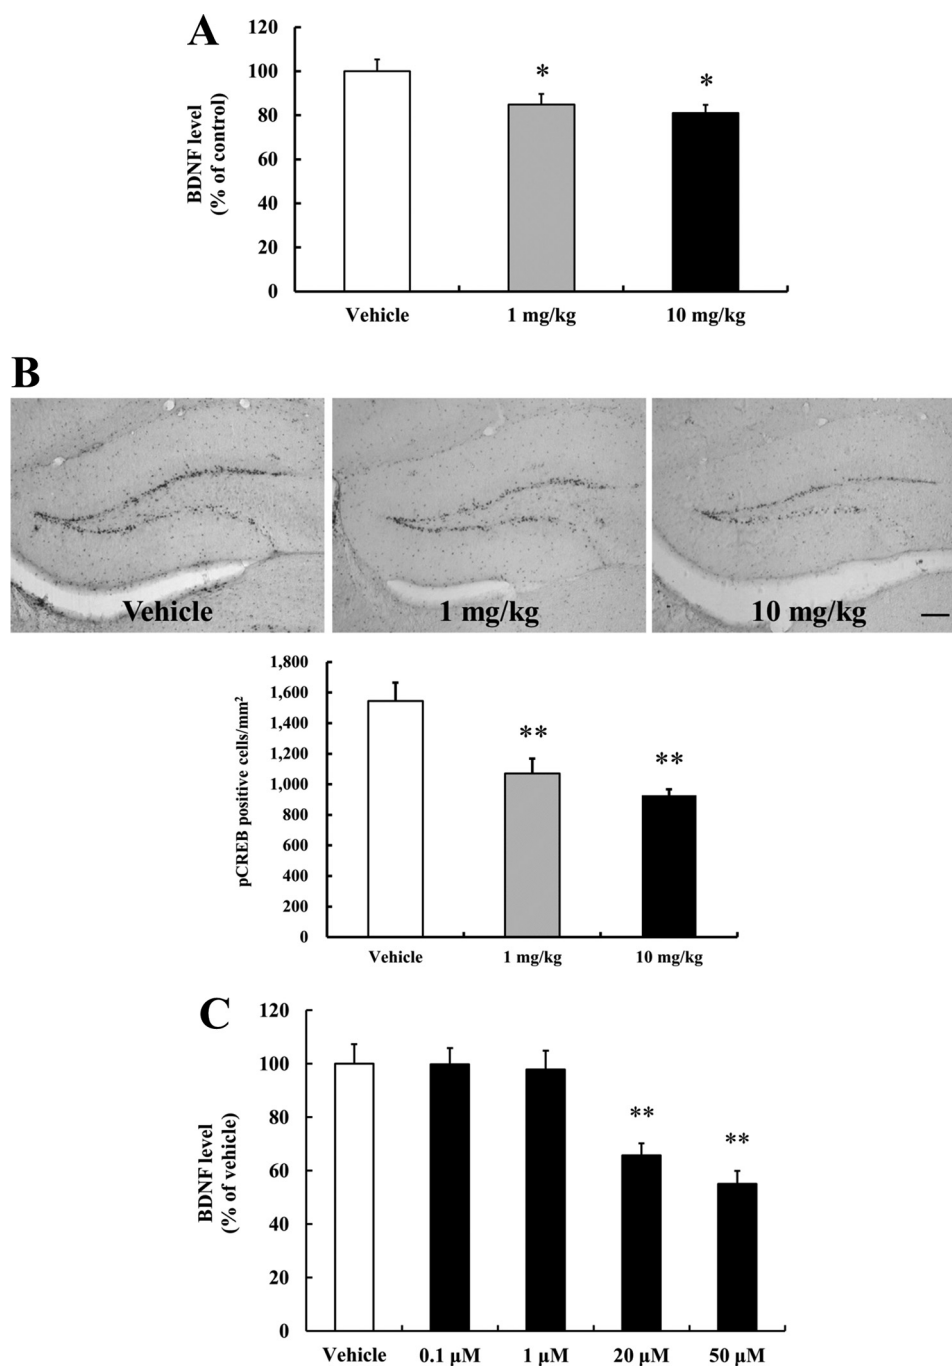 A
120
100
80
60
40
20
0
BDNF level
(% of control)
*
*
Vehicle
1 mg/kg
10 mg/kg
B
Vehicle
1 mg/kg
10 mg/kg
1,800
1,600
1,400
1,200
1,000
800
600
400
200
0
pCREB positive cells/mm²
**
**
Vehicle
1 mg/kg
10 mg/kg
C
120
100
80
60
40
20
0
BDNF level
(% of vehicle)
**
**
Vehicle
0.1 µM
1 µM
20 µM
50 µM